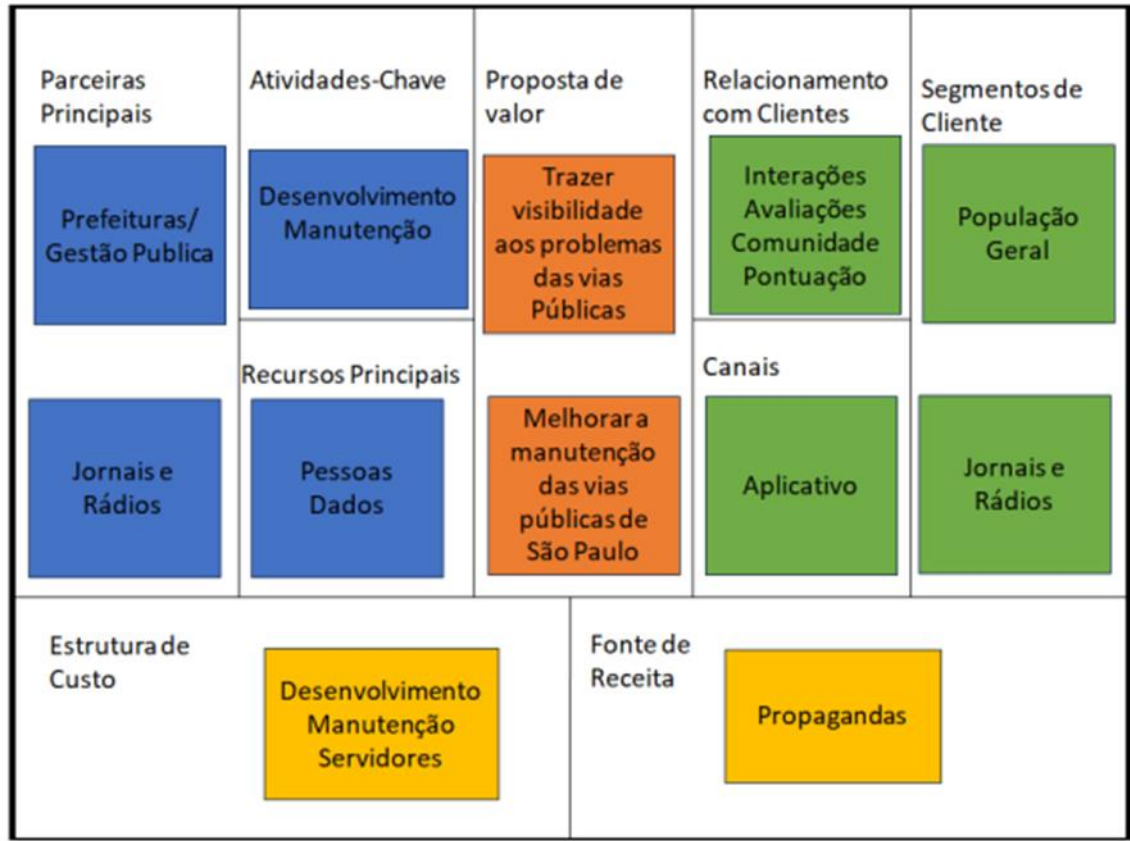 Parceiras
Principais
Prefeituras/
Gestão Publica
Jornais e
Rádios
Atividades-Chave
Desenvolvimento
Manutenção
Recursos Principais
Pessoas
Dados
Proposta de
valor
Trazer
visibilidade
aos problemas
das vias
Públicas
Melhorar a
manutenção
das vias
públicas de
São Paulo
Relacionamento
com Clientes
Interações
Avaliações
Comunidade
Pontuação
Canais
Aplicativo
Segmentos de
Cliente
População
Geral
Jornais e
Rádios
Estrutura de
Custo
Desenvolvimento
Manutenção
Servidores
Fonte de
Receita
Propagandas